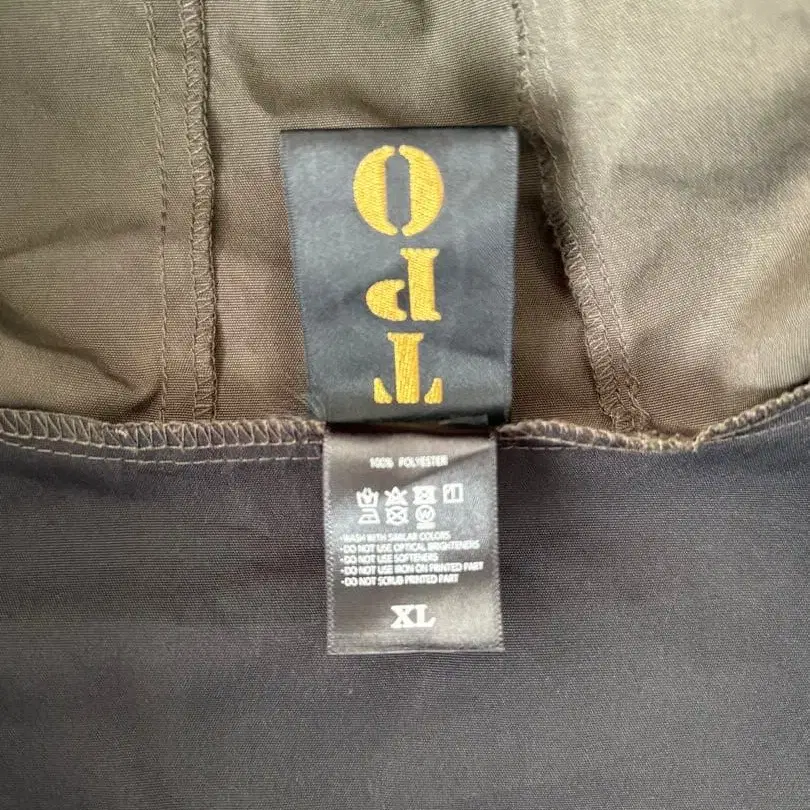 T
P
O
100% POLYESTER
W
-WASH WITH SIMILAR COLORS
-DO NOT USE OPTICAL BRIGHTENERS
-DO NOT USE SOFTENERS
-DO NOT USE IRON ON PRINTED PART
-DO NOT SCRUB PRINTED PART
XL